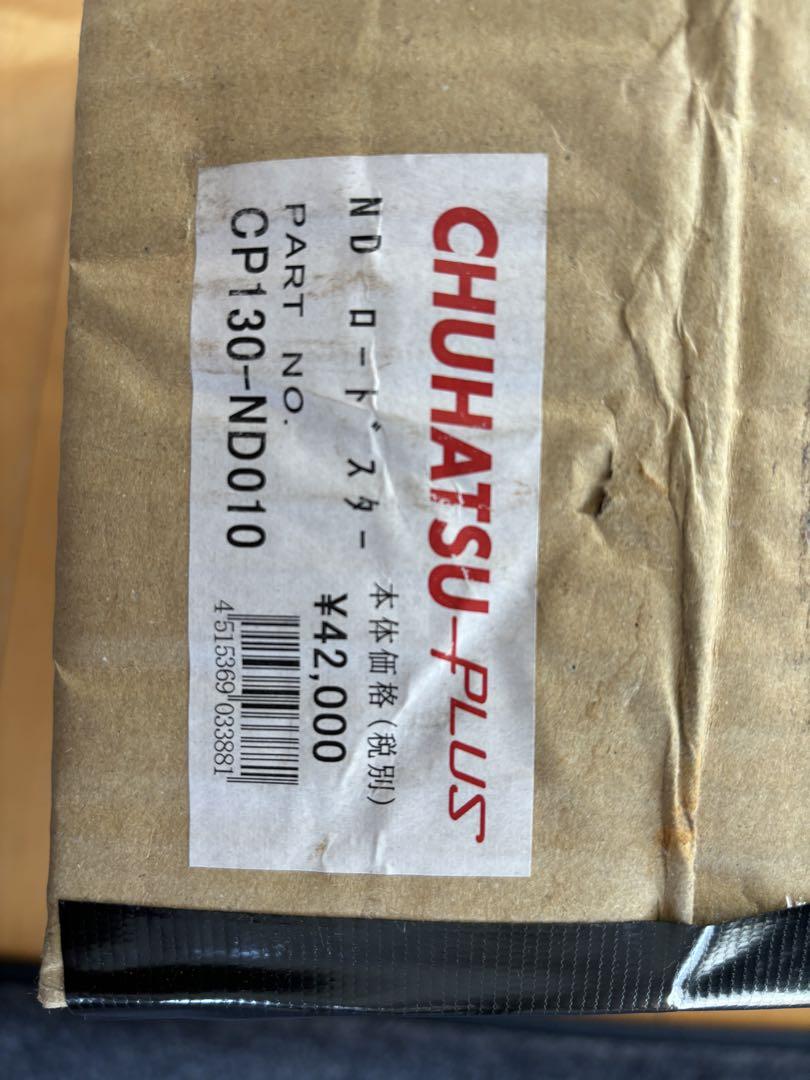 CHUHATSU-PLUS
ND ロードスター
本体価格(税別)
PART NO.
¥42,000
CP130-ND010
4515369033881